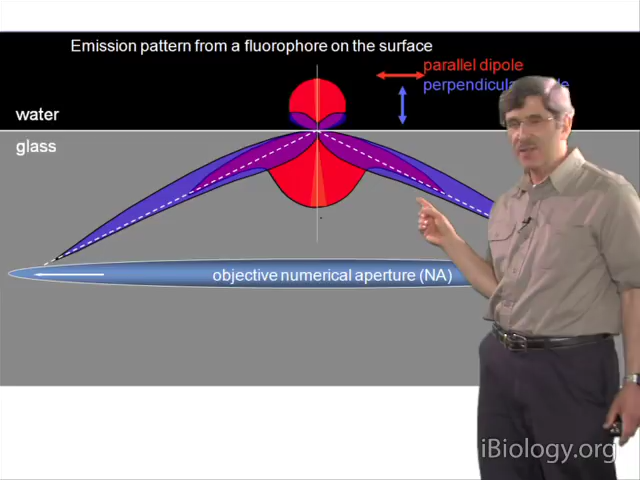 Emission pattern from a fluorophore on the surface
parallel dipole
water
glass
objective numerical aperture (NA)
iBiology.org